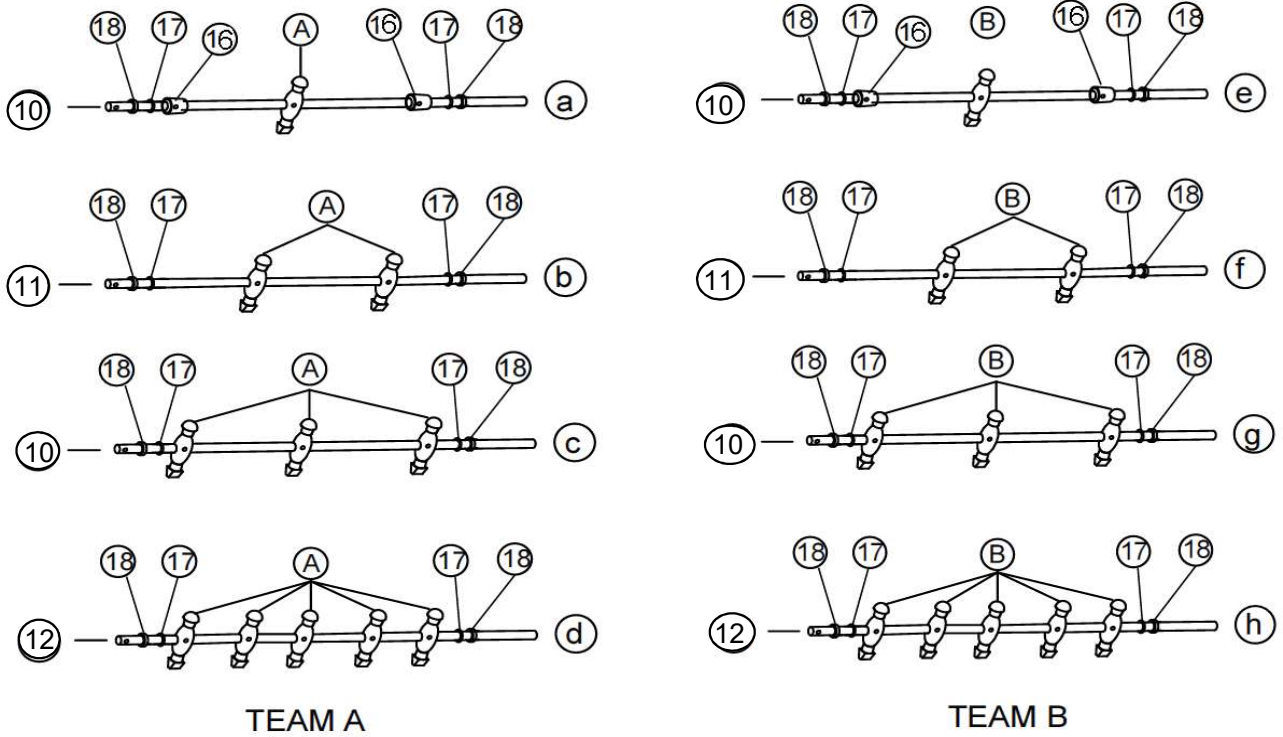 18 17 16 A 16 17 18
10 a
18 17 16 B 16 17 18
10 e
18 17 A 17 18
11 b
18 17 B 17 18
11 f
18 17 A 17 18
10 c
18 17 B 17 18
10 g
18 17 A 17 18
12 d
18 17 B 17 18
12 h
TEAM A
TEAM B